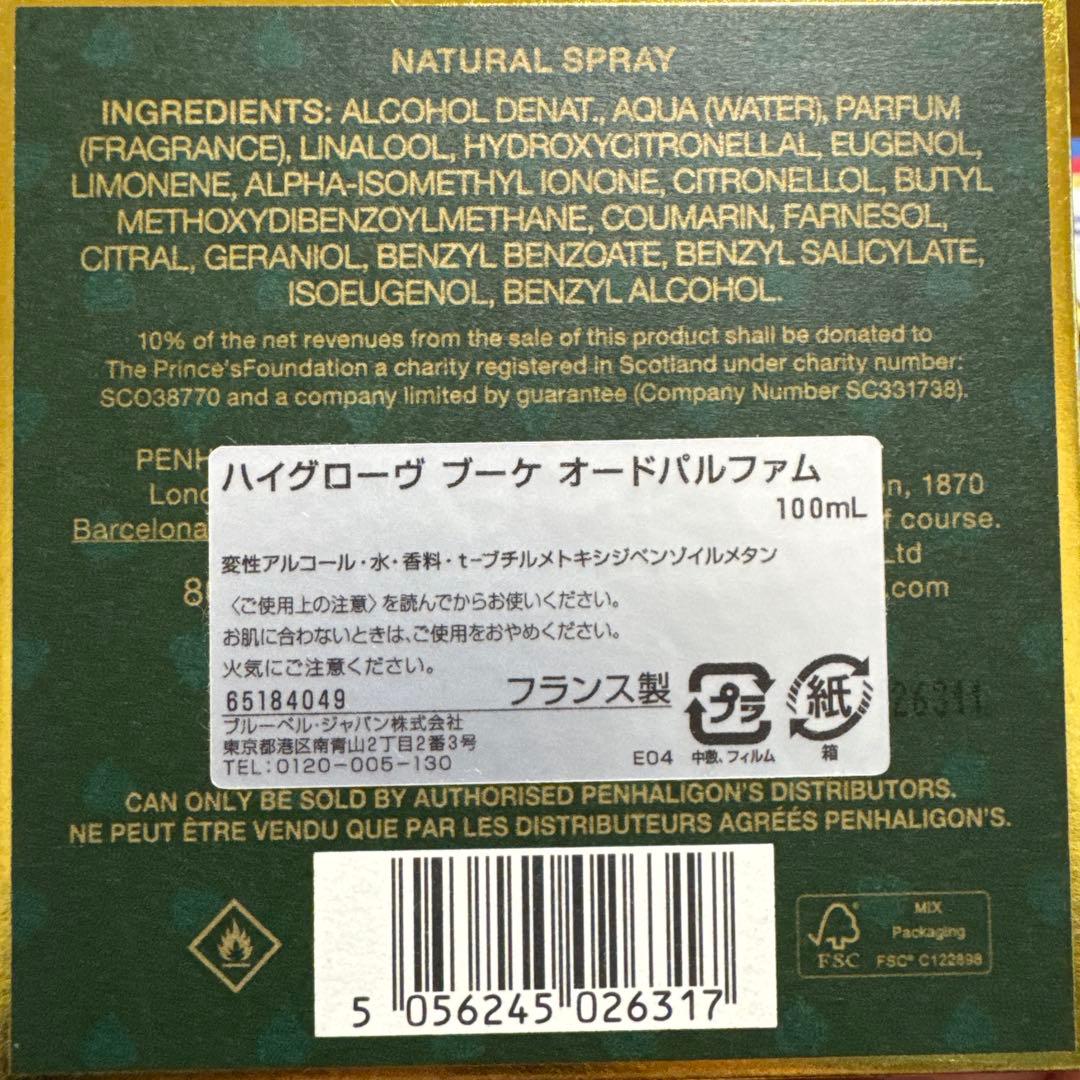 NATURAL SPRAY
INGREDIENTS: ALCOHOL DENAT., AQUA (WATER), PARFUM
(FRAGRANCE), LINALOOL, HYDROXYCITRONELLAL, EUGENOL,
LIMONENE, ALPHA-ISOMETHYL IONONE, CITRONELLOL, BUTYL
METHOXYDIBENZOYLMETHANE, COUMARIN, FARNESOL,
CITRAL, GERANIOL, BENZYL BENZOATE, BENZYL SALICYLATE,
ISOEUGENOL, BENZYL ALCOHOL.
10% of the net revenues from the sale of this product shall be donated to
The Prince'sFoundation a charity registered in Scotland under charity number:
SCO38770 and a company limited by guarantee (Company Number SC331738).
PENH
Lond n, 1870
Barcelona f course.
Ltd
8 .com
ハイグローヴ ブーケ オードパルファム
100mL
変性アルコール・水・香料・t-ブチルメトキシジベンゾイルメタン
〈ご使用上の注意〉を読んでからお使いください。
お肌に合わないときは、ご使用をおやめください。
火気にご注意ください。
65184049 フランス製
ブルーベル・ジャパン株式会社
東京都港区南青山2丁目2番3号
TEL:0120-005-130
E04
プラ
中敷、フィルム
紙
箱
26311
CAN ONLY BE SOLD BY AUTHORISED PENHALIGON'S DISTRIBUTORS.
NE PEUT ÊTRE VENDU QUE PAR LES DISTRIBUTEURS AGRÉÉS PENHALIGON'S.
5 056245 026317
FSC
MIX
Packaging
FSC® C122898